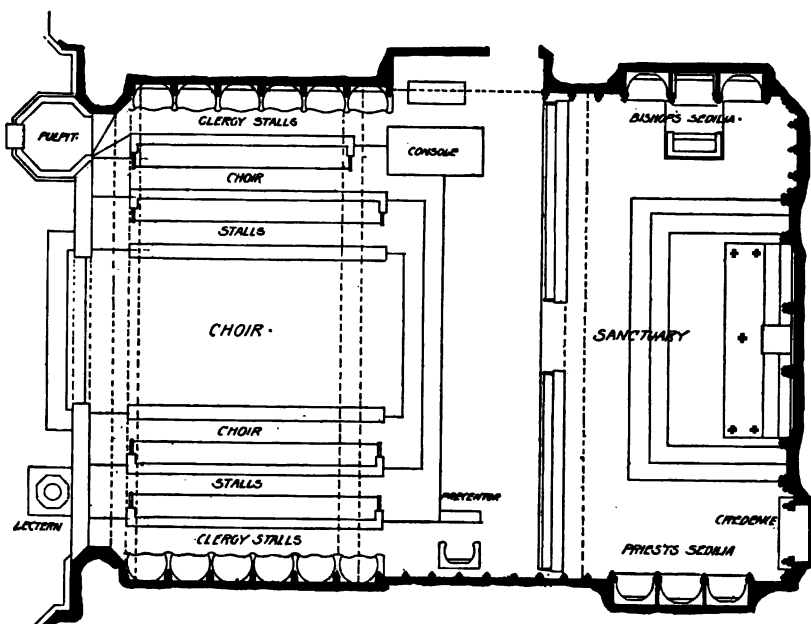 PULPIT.
CLERGY STALLS
BISHOPS SEDILIA.
CONSOLE
CHOIR
STALLS
CHOIR.
SANCTUARY
CHOIR
STALLS
PRECENTOR
LECTERN
CLERGY STALLS
CREDENCE
PRIESTS SEDILIA